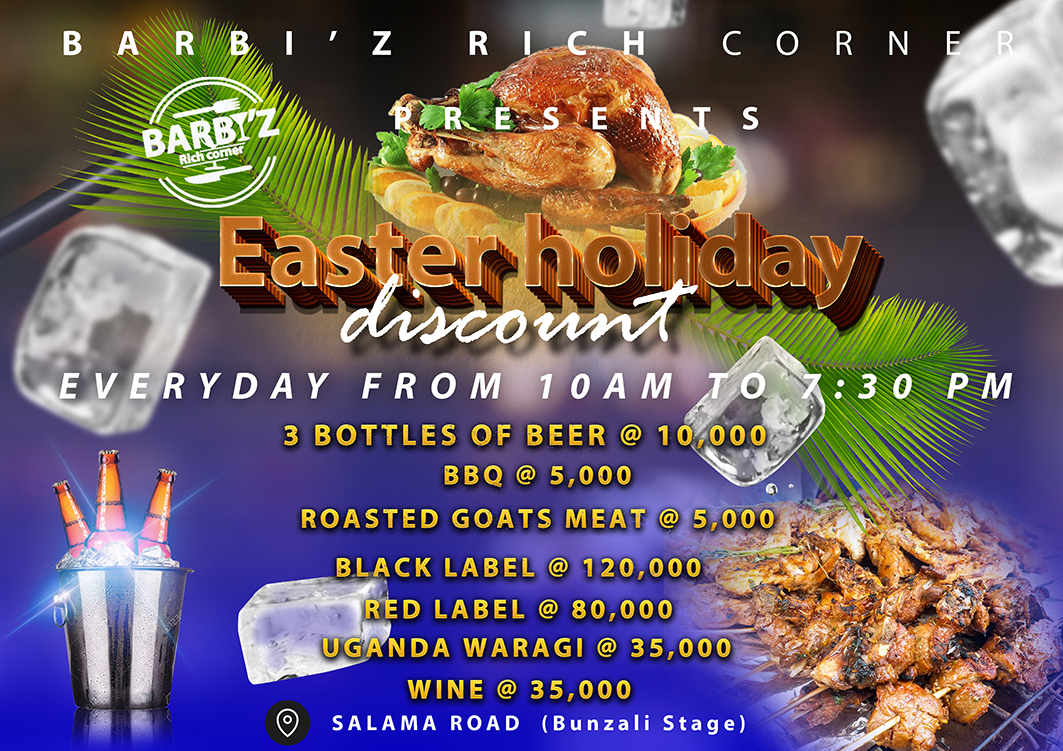 BARBI'Z RICH CORNER
PRESENTS
BARBI'Z
Rich corner
Easter holiday
discount
EVERYDAY FROM 10AM TO 7:30 PM
3 BOTTLES OF BEER @ 10,000
BBQ @ 5,000
ROASTED GOATS MEAT @ 5,000
BLACK LABEL @ 120,000
RED LABEL @ 80,000
UGANDA WARAGI @ 35,000
WINE @ 35,000
SALAMA ROAD (Bunzali Stage)